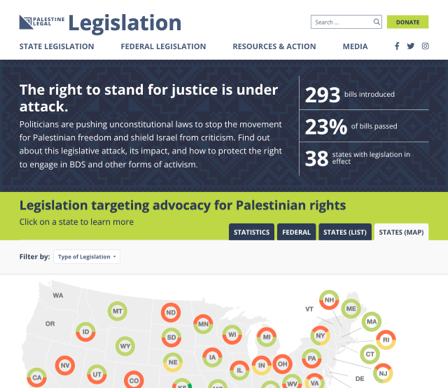 PALESTINE
LEGAL
Legislation
Search ...
DONATE
STATE LEGISLATION
FEDERAL LEGISLATION
RESOURCES & ACTION
MEDIA
The right to stand for justice is under
attack.
Politicians are pushing unconstitutional laws to stop the movement
for Palestinian freedom and shield Israel from criticism. Find out
about this legislative attack, its impact, and how to protect the right
to engage in BDS and other forms of activism.
293 bills introduced
23% of bills passed
38 states with legislation in
effect
Legislation targeting advocacy for Palestinian rights
Click on a state to learn more
STATISTICS
FEDERAL
STATES (LIST)
STATES (MAP)
Filter by:
Type of Legislation
WA
MT
ND
MN
VT
NH
ME
OR
ID
WY
SD
WI
MI
NY
MA
RI
NV
UT
NE
IA
IL
IN
OH
PA
CT
NJ
CA
CO
WV
VA
DE